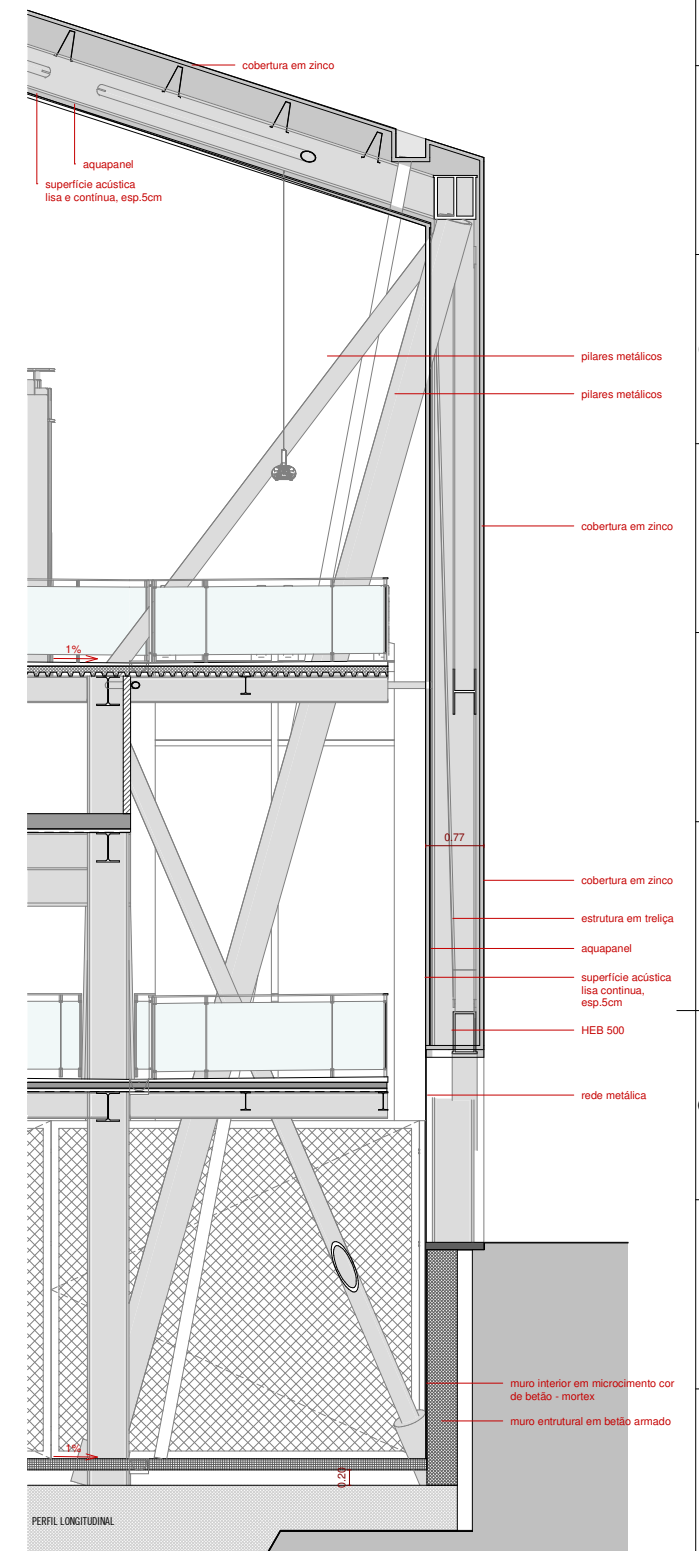 cobertura em zinco
aquapanel
superfície acústica
lisa e contínua, esp.5cm
pilares metálicos
pilares metálicos
cobertura em zinco
1%
0.77
cobertura em zinco
estrutura em treliça
aquapanel
superfície acústica
lisa continua,
esp.5cm
HEB 500
rede metálica
muro interior em microcimento cor
de betão - mortex
muro entrutural em betão armado
1%
0.20
PERFIL LONGITUDINAL